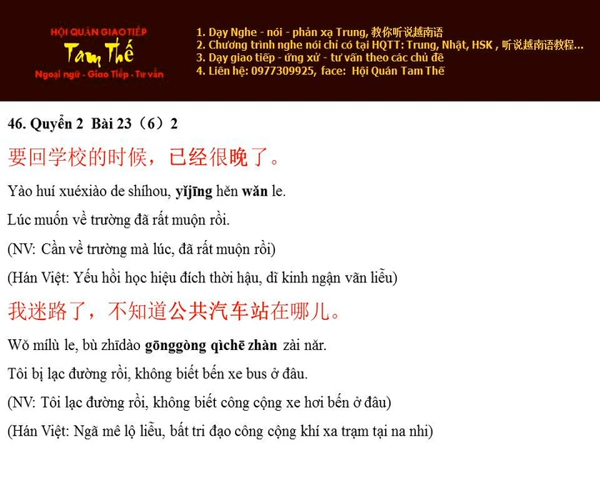 HỘI QUÁN GIAO TIẾP
Tam Thế
Ngoại ngữ - Giao Tiếp - Tư vấn
1. Dạy Nghe - nói - phản xạ Trung, 教你听说越南语
2. Chương trình nghe nói chỉ có tại HQTT: Trung, Nhật, HSK , 听说越南语教程...
3. Dạy giao tiếp - ứng xử - tư vấn theo các chủ đề
4. Liên hệ: 0977309925, face:  Hội Quán Tam Thế
46. Quyển 2  Bài 23（6）2
要回学校的时候，已经很晚了。
Yào huí xuéxiào de shíhou, yǐjīng hěn wǎn le.
Lúc muốn về trường đã rất muộn rồi.
(NV: Cần về trường mà lúc, đã rất muộn rồi)
(Hán Việt: Yếu hồi học hiệu đích thời hậu, dĩ kinh ngận vãn liễu)
我迷路了，不知道公共汽车站在哪儿。
Wǒ mílù le, bù zhīdào gōnggòng qìchē zhàn zài nǎr.
Tôi bị lạc đường rồi, không biết bến xe bus ở đâu.
(NV: Tôi lạc đường rồi, không biết công cộng xe hơi bến ở đâu)
(Hán Việt: Ngã mê lộ liễu, bất tri đạo công cộng khí xa trạm tại na nhi)